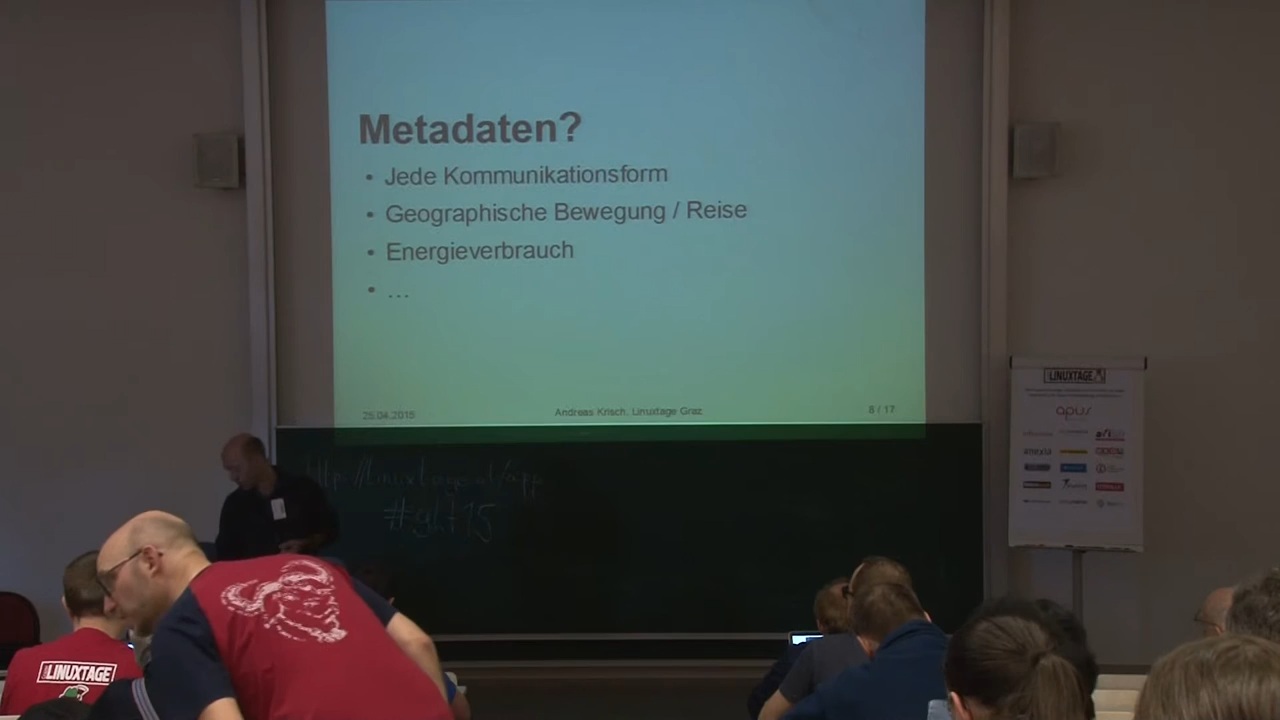 Metadaten?
• Jede Kommunikationsform
• Geographische Bewegung / Reise
• Energieverbrauch
• ...
25.04.2015
Andreas Krisch, Linuxtage Graz
8 / 17
#glt15
LINUXTAGE
apus
LINUXTAGE